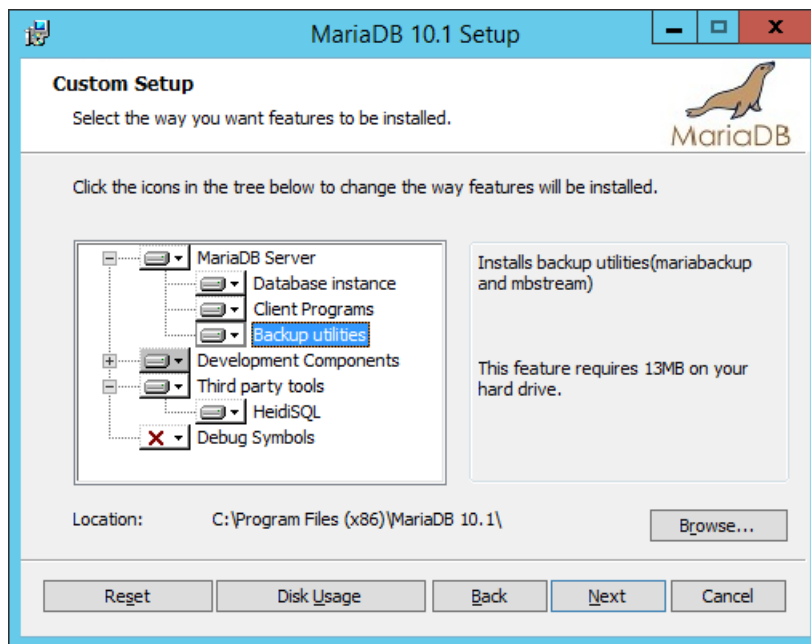 MariaDB 10.1 Setup
Custom Setup
Select the way you want features to be installed.
MariaDB
Click the icons in the tree below to change the way features will be installed.
MariaDB Server
Database instance
Client Programs
Backup utilities
Development Components
Third party tools
HeidiSQL
Debug Symbols
Installs backup utilities(mariabackup
and mbstream)
This feature requires 13MB on your
hard drive.
Location: C:\Program Files (x86)\MariaDB 10.1\
Browse...
Reset Disk Usage Back Next Cancel